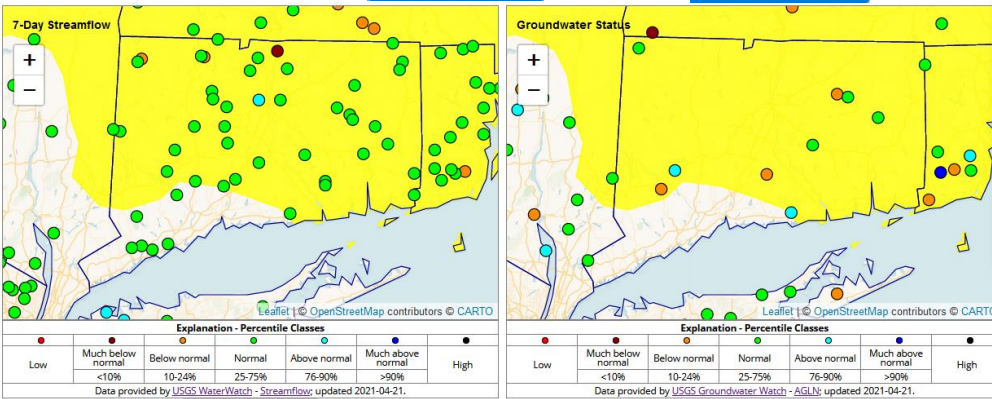 7-Day Streamflow
+
−
Leaflet | © OpenStreetMap contributors © CARTO
Explanation - Percentile Classes
Low
Much below normal
Below normal
Normal
Above normal
Much above normal
High
<10%
10-24%
25-75%
76-90%
>90%
Data provided by USGS WaterWatch - Streamflow; updated 2021-04-21.
Groundwater Status
+
−
Leaflet | © OpenStreetMap contributors © CARTO
Explanation - Percentile Classes
Low
Much below normal
Below normal
Normal
Above normal
Much above normal
High
<10%
10-24%
25-75%
76-90%
>90%
Data provided by USGS Groundwater Watch - AGLN; updated 2021-04-21.